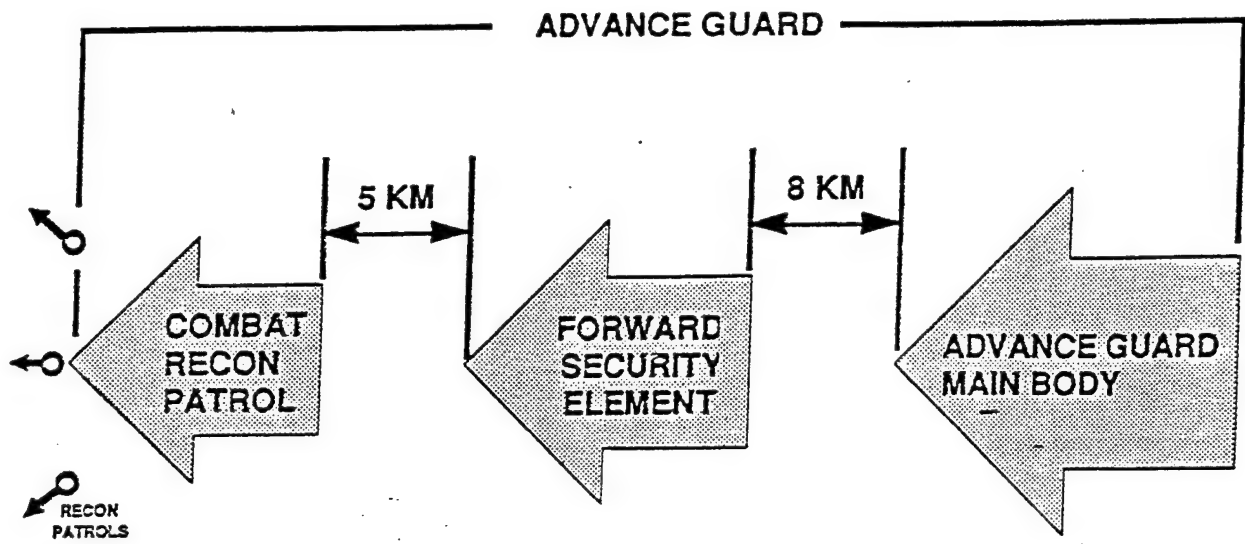 ADVANCE GUARD
5 KM
8 KM
COMBAT
RECON
PATROL
FORWARD
SECURITY
ELEMENT
ADVANCE GUARD
MAIN BODY
RECON
PATROLS